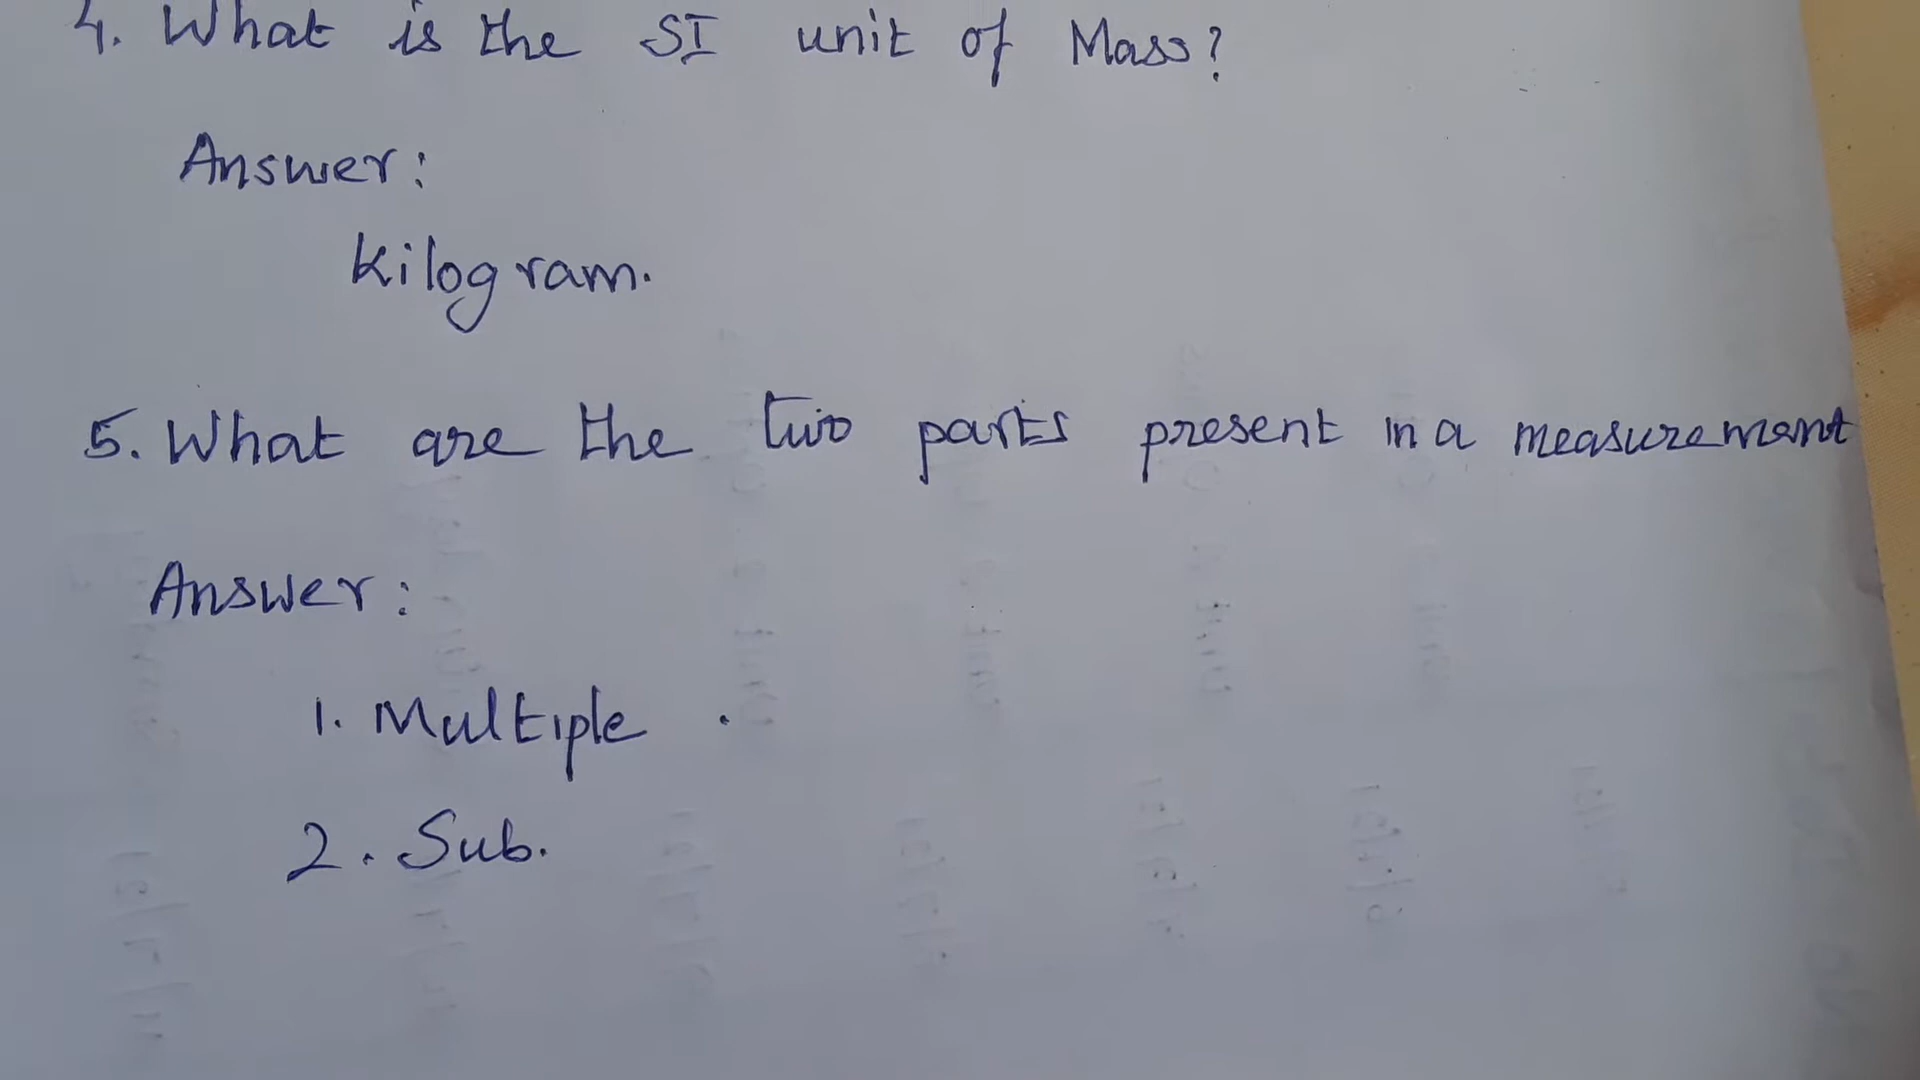 4. What is the SI unit of Mass?
Answer:
Kilogram.
5. What are the two parts present in a measurement
Answer:
1. Multiple .
2. Sub.